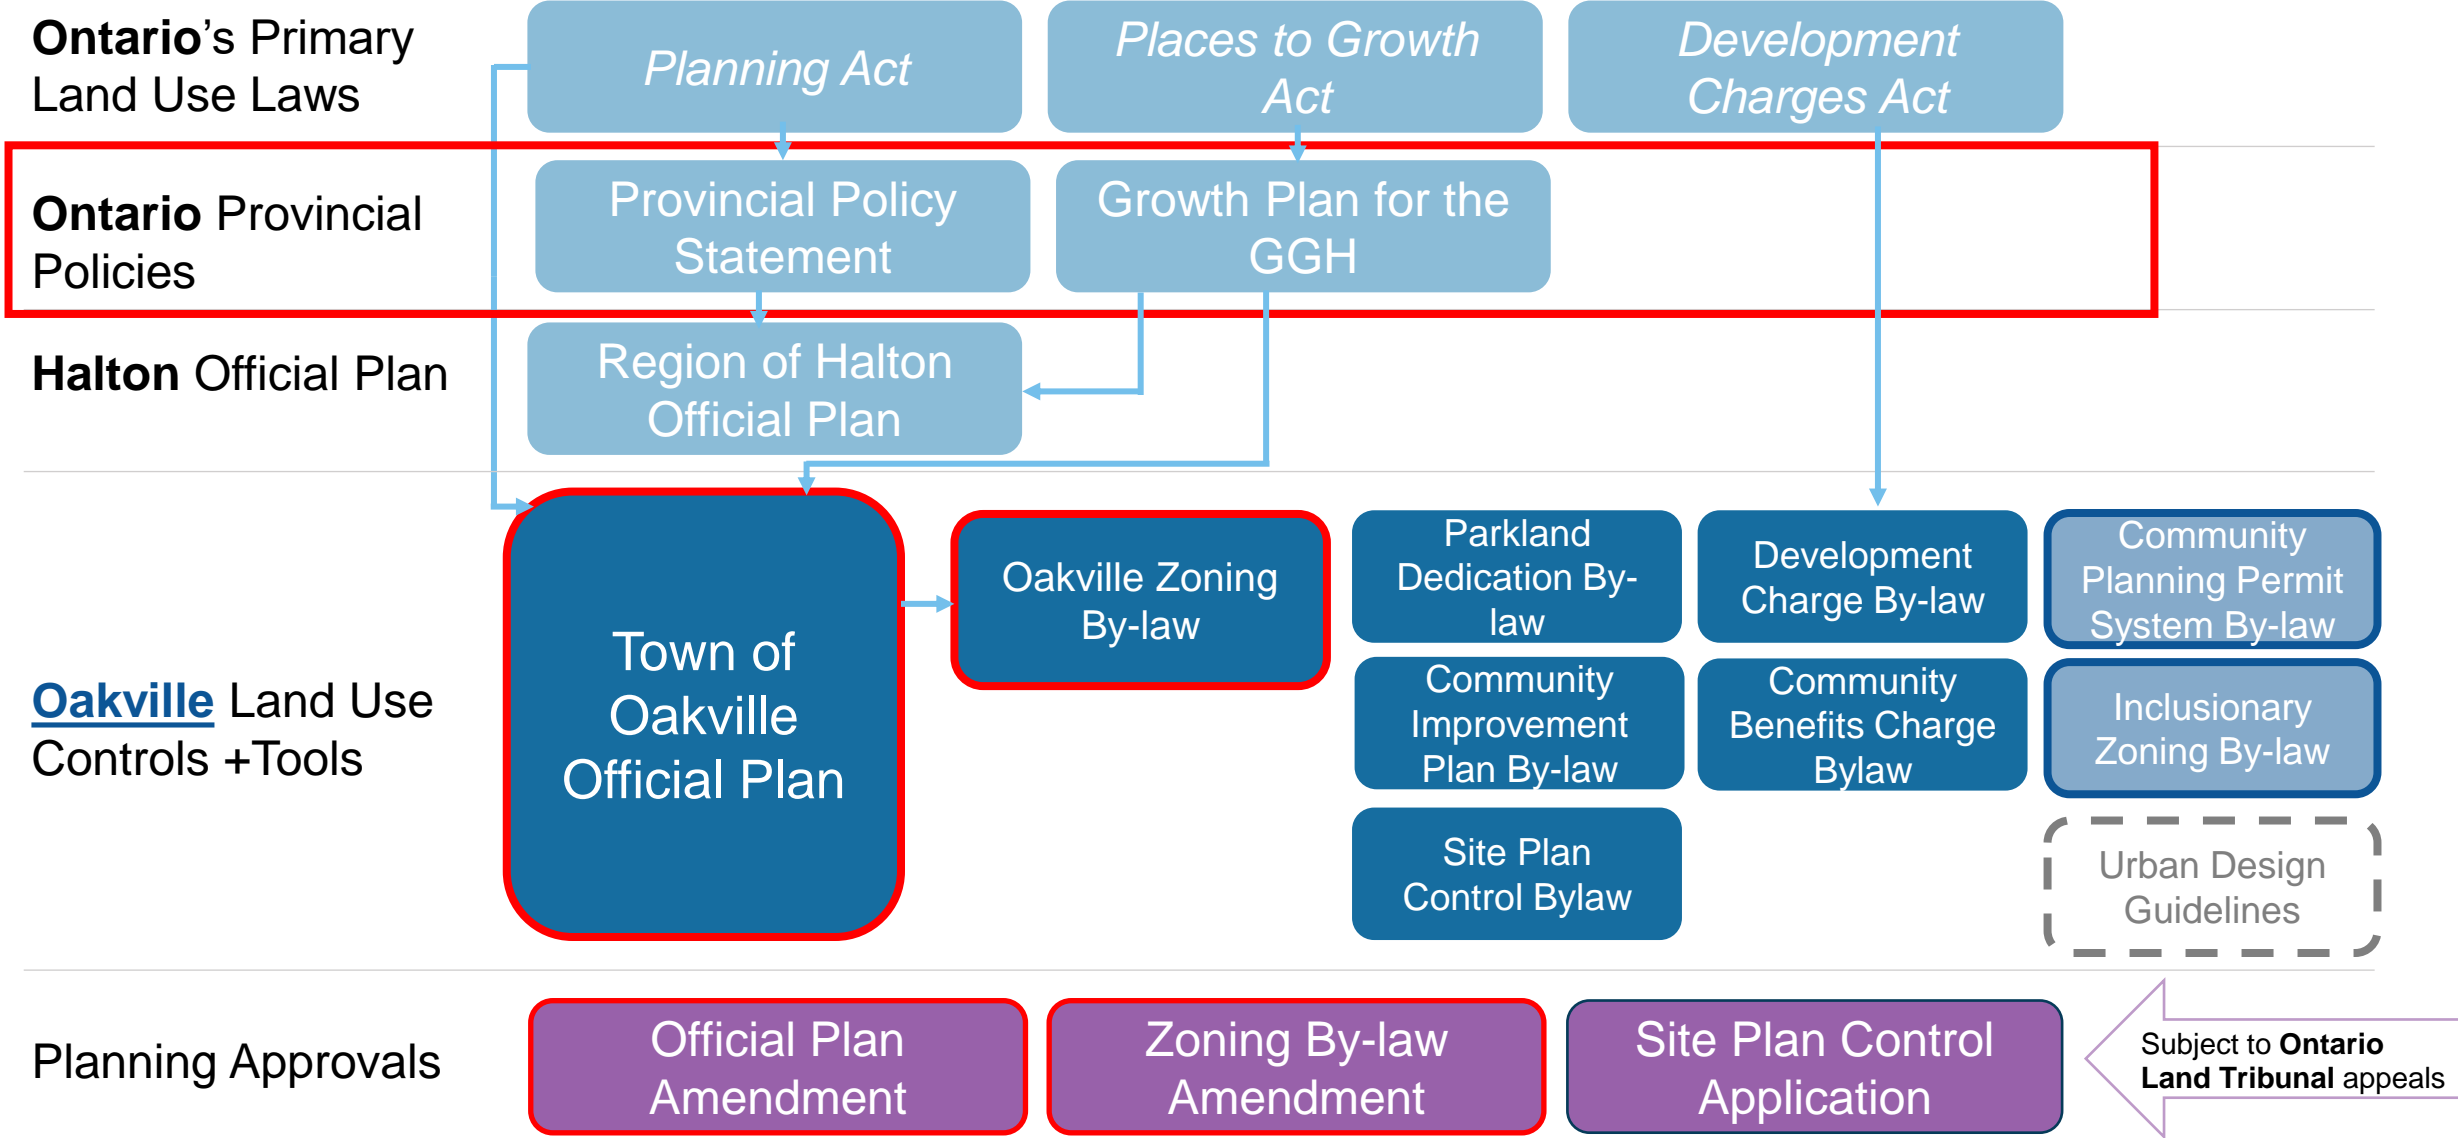 Ontario's Primary
Land Use Laws
Planning Act
Places to Growth
Act
Development
Charges Act
Ontario Provincial
Policies
Provincial Policy
Statement
Growth Plan for the
GGH
Halton Official Plan
Region of Halton
Official Plan
Oakville Land Use
Controls +Tools
Town of
Oakville
Official Plan
Oakville Zoning
By-law
Parkland
Dedication By-
law
Development
Charge By-law
Community
Planning Permit
System By-law
Community
Improvement
Plan By-law
Community
Benefits Charge
Bylaw
Inclusionary
Zoning By-law
Site Plan
Control Bylaw
Urban Design
Guidelines
Planning Approvals
Official Plan
Amendment
Zoning By-law
Amendment
Site Plan Control
Application
Subject to Ontario
Land Tribunal appeals